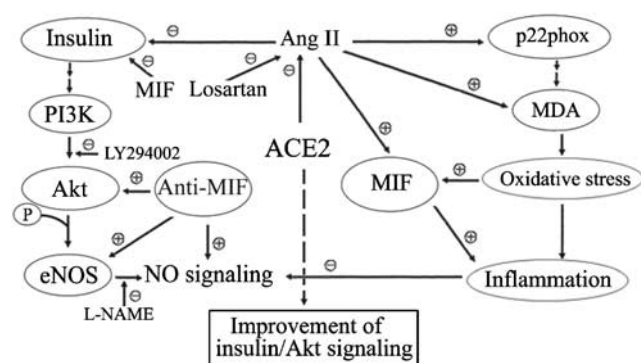 Insulin
⊖
Ang II
⊕
p22phox
⊖
MIF
Losartan
⊖
⊕
PI3K
MDA
⊖
LY294002
⊕
ACE2
Akt
⊕
Anti-MIF
MIF
⊕
Oxidative stress
P
⊕
⊕
⊕
eNOS
NO signaling
⊖
Inflammation
⊖
L-NAME
Improvement of
insulin/Akt signaling